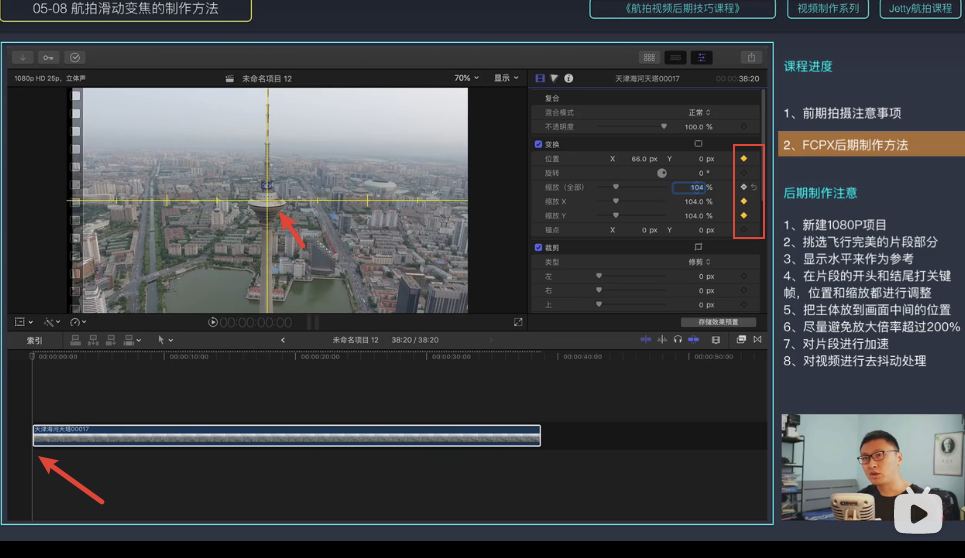 05-08 航拍滑动变焦的制作方法
《航拍视频后期技巧课程》
视频制作系列
Jetty航拍课程
1080p HD 25p，立体声
未命名项目 12
70%
显示
天津海河天塔00017
00:00:38:20
复合
混合模式 正常
不透明度 100.0 %
变换
位置 X 66.0 px Y 0 px
旋转 0 °
缩放（全部） 104 %
缩放 X 104.0 %
缩放 Y 104.0 %
锚点 X 0 px Y 0 px
裁剪
类型 修剪
左 0 px
右 0 px
上 0 px
00:00:00:00
存储效果预置
索引
未命名项目 12
38:20 / 38:20
00:00:00:00
00:00:10:00
00:00:20:00
00:00:30:00
00:00:40:00
00:00:50:00
天津海河天塔00017
课程进度
1、前期拍摄注意事项
2、FCPX后期制作方法
后期制作注意
1、新建1080P项目
2、挑选飞行完美的片段部分
3、显示水平来作为参考
4、在片段的开头和结尾打关键
帧，位置和缩放都进行调整
5、把主体放到画面中间的位置
6、尽量避免放大倍率超过200%
7、对片段进行加速
8、对视频进行去抖动处理